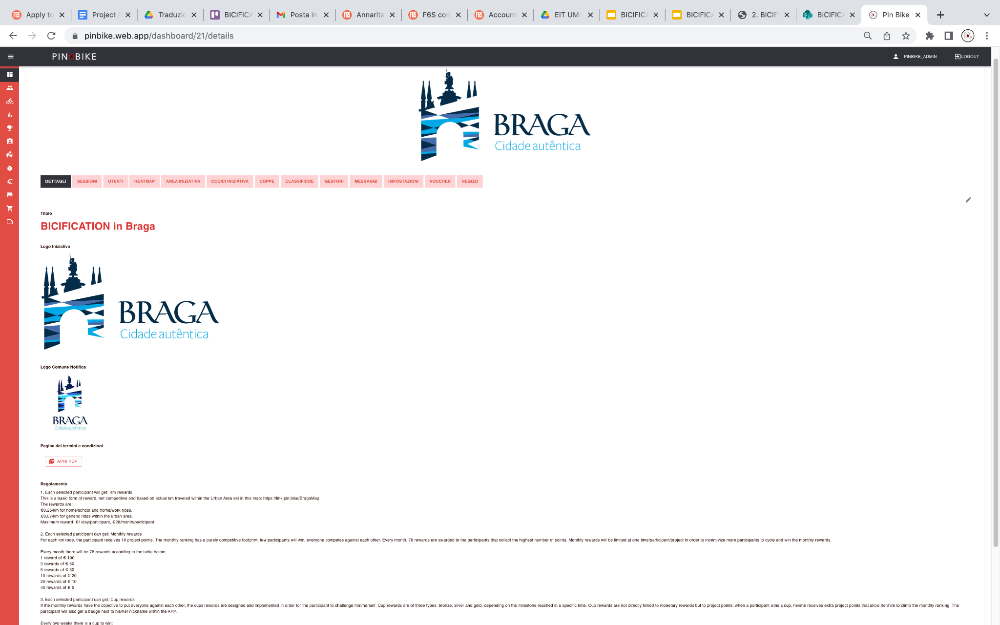 Apply to
Project
Traduzio
BICIFICA
Posta in
Annarita
F6S con
Account
EIT UM:
BICIFICA
BICIFICA
2. BICIF
BICIFICA
Pin Bike
pinbike.web.app/dashboard/21/details
PIN BIKE
PINBIKE_ADMIN
LOGOUT
BRAGA
Cidade autêntica
DETTAGLI
SESSIONI
UTENTI
HEATMAP
AREA INIZIATIVA
CODICI INIZIATIVA
COPPE
CLASSIFICHE
GESTORI
MESSAGGI
IMPOSTAZIONI
VOUCHER
NEGOZI
Titolo
BICIFICATION in Braga
Logo Iniziativa
BRAGA
Cidade autêntica
Logo Comune Notifica
BRAGA
Cidade autêntica
Pagina dei termini e condizioni
APRI PDF
Regolamento
1. Each selected participant will get: Km rewards
This is a basic form of reward, not competitive and based on actual km traveled within the Urban Area set in this map: https://link.pin.bike/BragaMap
The rewards are:
€0,25/km for home/school and home/work rides.
€0,07/km for generic rides within the urban area.
Maximum reward: €1/day/participant, €28/month/participant
2. Each selected participant can get: Monthly rewards
For each km rode, the participant receives 10 project points. The monthly ranking has a purely competitive footprint: few participants will win, everyone competes against each other. Every month, 78 rewards are awarded to the participants that collect the highest number of points. Monthly rewards will be limited at one time/participant/project in order to incentivize more participants to cycle and win the monthly rewards.
Every month there will be 78 rewards according to the table below:
1 reward of € 100
3 rewards of € 50
5 rewards of € 30
10 rewards of € 20
20 rewards of € 10
40 rewards of € 5
3. Each selected participant can get: Cup rewards
If the monthly rewards have the objective to put everyone against each other, the cups rewards are designed and implemented in order for the participant to challenge him/herself. Cup rewards are of three types: bronze, silver and gold, depending on the milestone reached in a specific time. Cup rewards are not directly linked to monetary rewards but to project points: when a participant wins a cup, he/she receives extra project points that allow her/him to climb the monthly ranking. The
participant will also get a badge next to his/her nickname within the APP.
Every two weeks there is a cup to win: